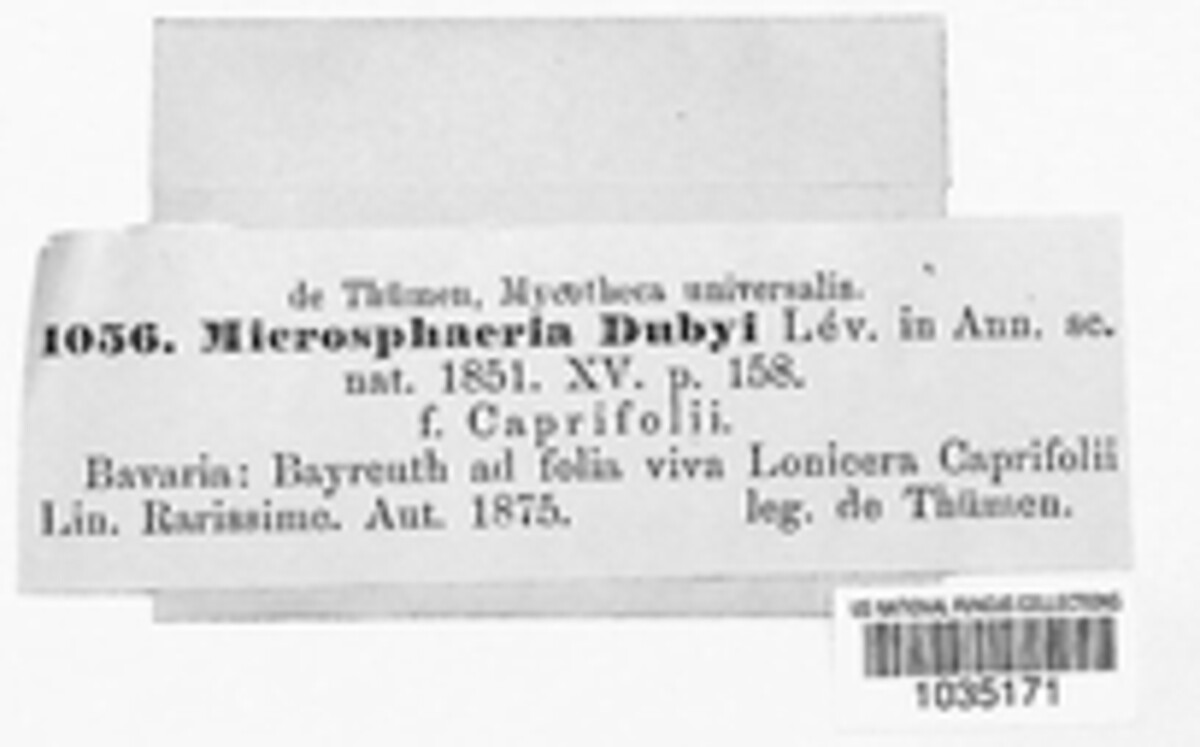 de Thümen, Mycotheca universalis.
1056. Microsphaeria Dubyi Lév. in Ann. sc.
nat. 1851. XV. p. 158.
f. Caprifolii.
Bavaria: Bayreuth ad folia viva Lonicera Caprifolii
Lin. Rarissime. Aut. 1875. leg. de Thümen.
US NATIONAL FUNGUS COLLECTIONS
1035171